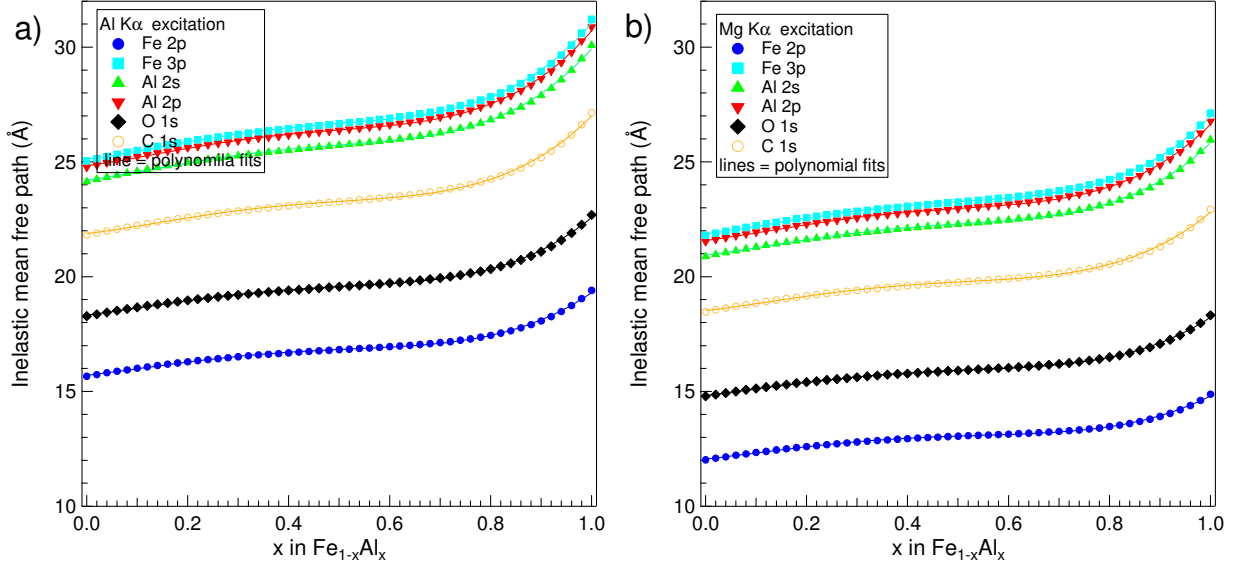 a)
Al Kα excitation
Fe 2p
Fe 3p
Al 2s
Al 2p
O 1s
C 1s
line = polynomila fits
Inelastic mean free path (Å)
30
25
20
15
10
0.0 0.2 0.4 0.6 0.8 1.0
x in Fe1-xAlx
b)
Mg Kα excitation
Fe 2p
Fe 3p
Al 2s
Al 2p
O 1s
C 1s
lines = polynomial fits
Inelastic mean free path (Å)
30
25
20
15
10
0.0 0.2 0.4 0.6 0.8 1.0
x in Fe1-xAlx